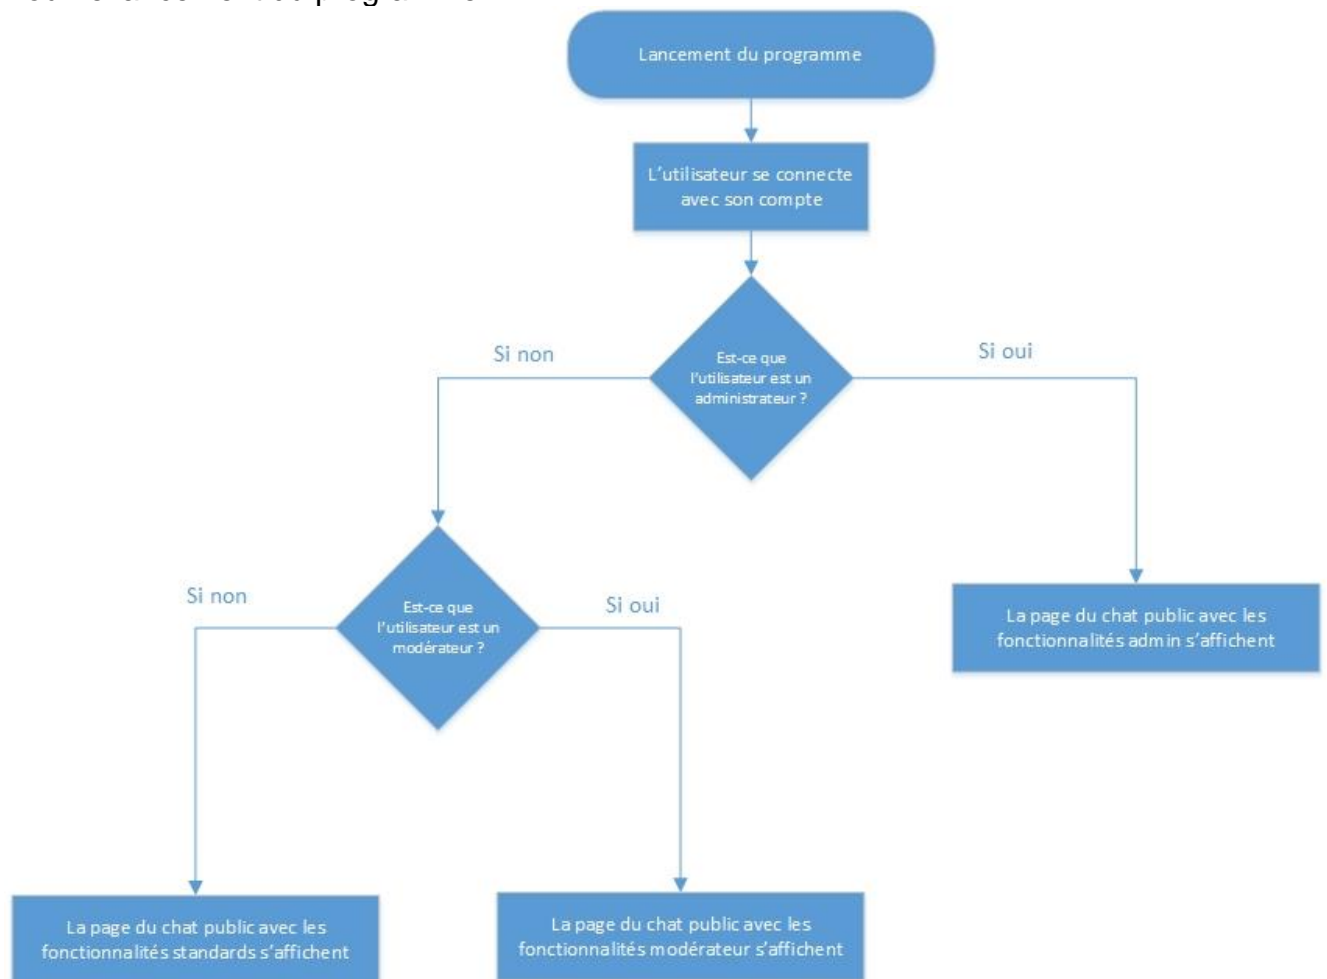 programme
Lancement du programme
L'utilisateur se connecte
avec son compte
Est-ce que
l'utilisateur est un
administrateur ?
Si non
Si oui
Est-ce que
l'utilisateur est un
modérateur ?
Si non
Si oui
La page du chat public avec les
fonctionnalités admin s'affichent
La page du chat public avec les
fonctionnalités standards s'affichent
La page du chat public avec les
fonctionnalités modérateur s'affichent